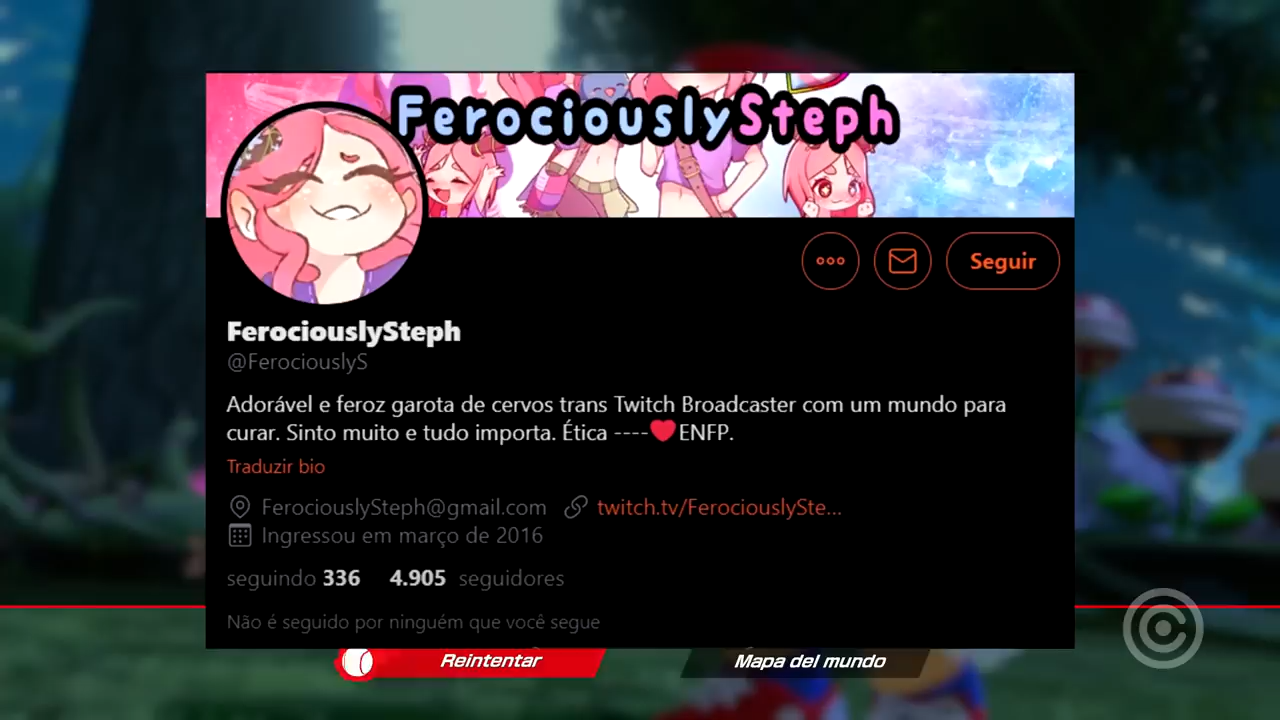 FerociouslySteph
Seguir
FerociouslySteph
@FerociouslyS
Adorável e feroz garota de cervos trans Twitch Broadcaster com um mundo para
curar. Sinto muito e tudo importa. Ética ----❤ENFP.
Traduzir bio
FerociouslySteph@gmail.com twitch.tv/FerociouslySte...
Ingressou em março de 2016
seguindo 336 4.905 seguidores
Não é seguido por ninguém que você segue
Reintentar Mapa del mundo